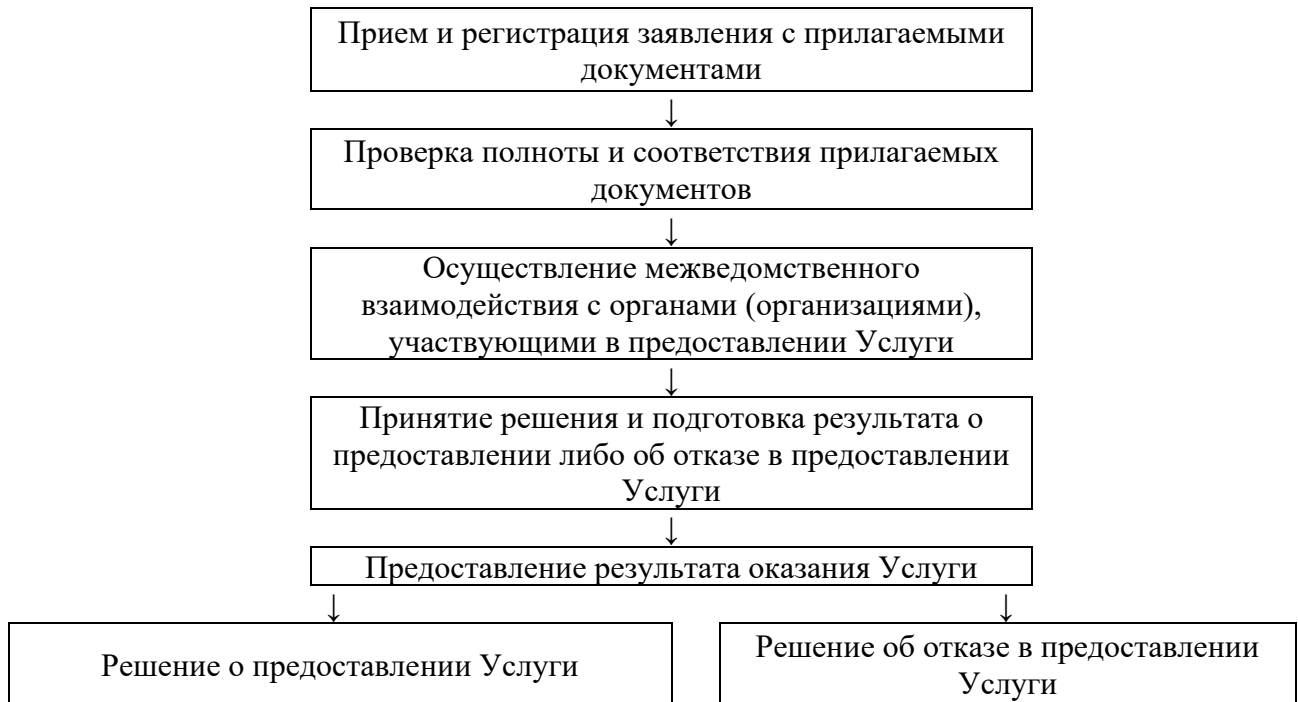 Прием и регистрация заявления с прилагаемыми
документами
↓
Проверка полноты и соответствия прилагаемых
документов
↓
Осуществление межведомственного
взаимодействия с органами (организациями),
участвующими в предоставлении Услуги
↓
Принятие решения и подготовка результата о
предоставлении либо об отказе в предоставлении
Услуги
↓
Предоставление результата оказания Услуги
↓ ↓
Решение о предоставлении Услуги
Решение об отказе в предоставлении
Услуги